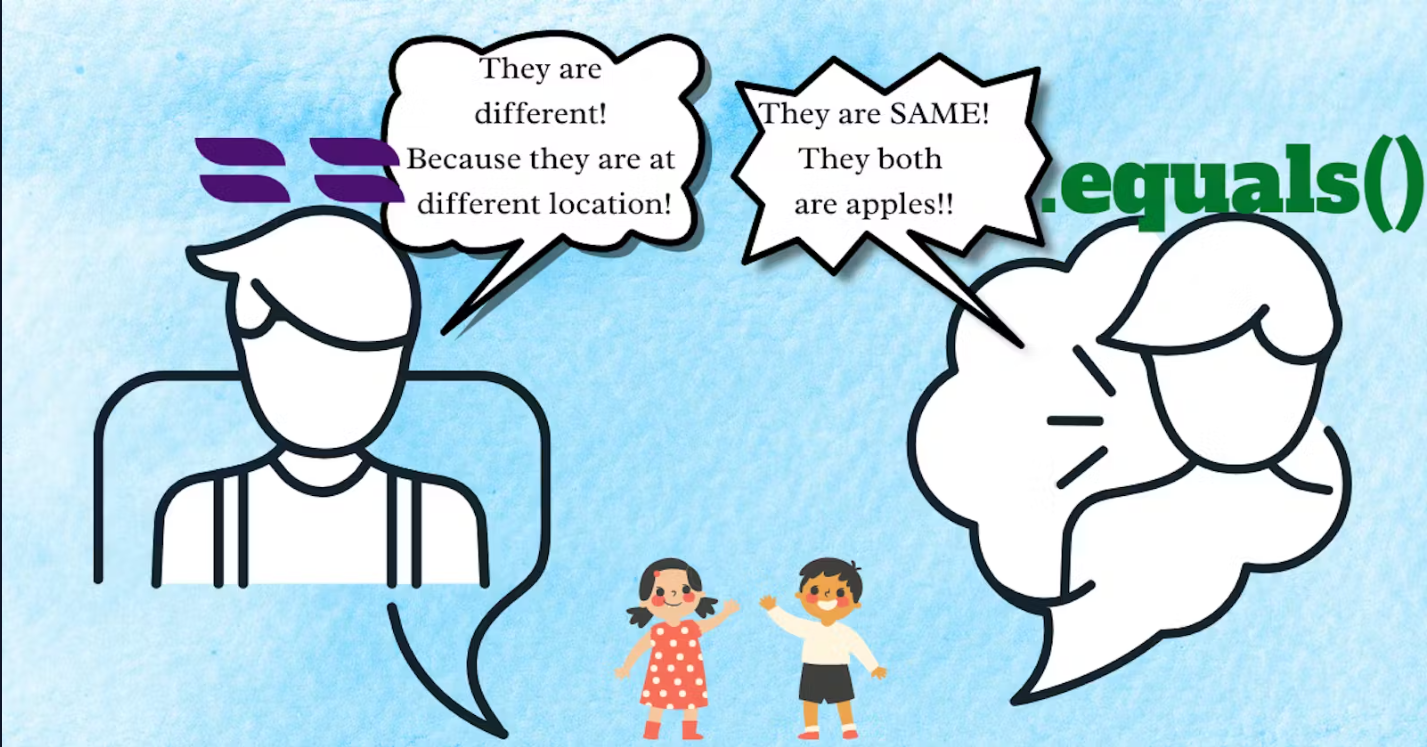 ==
They are
different!
Because they are at
different location!
They are SAME!
They both
are apples!!
.equals()